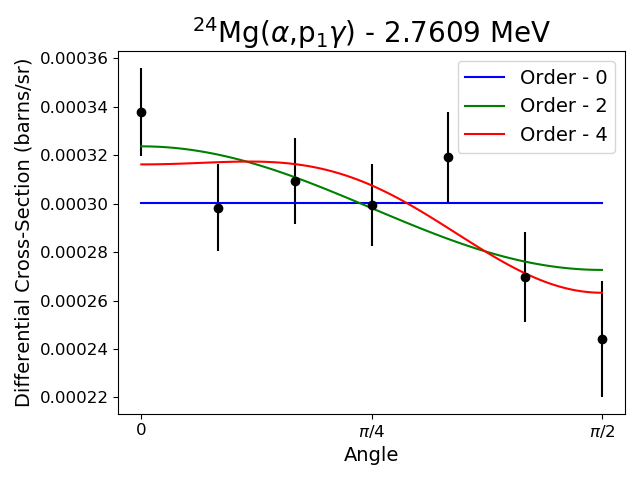 ²⁴Mg(α,p₁γ) - 2.7609 MeV
Differential Cross-Section (barns/sr)
0.00036
0.00034
0.00032
0.00030
0.00028
0.00026
0.00024
0.00022
Order - 0
Order - 2
Order - 4
0 π/4 π/2
Angle